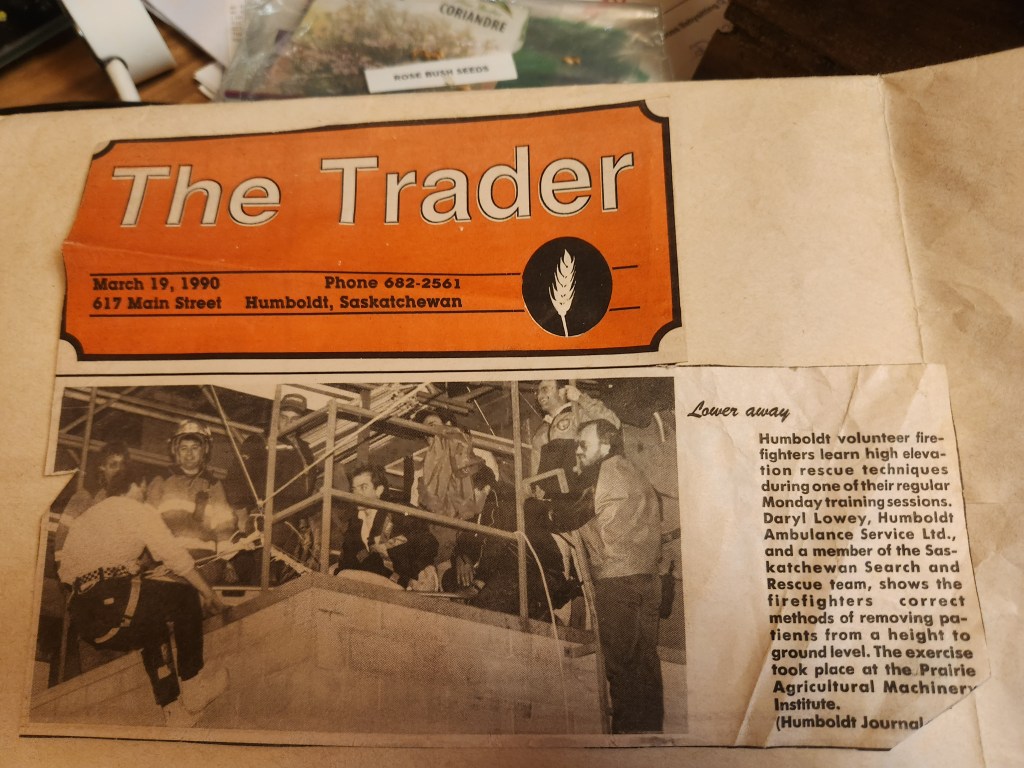 CORIANDRE
ROSE BUSH SEEDS
The Trader
March 19, 1990 Phone 682-2561
617 Main Street Humboldt, Saskatchewan
Lower away
Humboldt volunteer fire-
fighters learn high eleva-
tion rescue techniques
during one of their regular
Monday training sessions.
Daryl Lowey, Humboldt
Ambulance Service Ltd.,
and a member of the Sas-
katchewan Search and
Rescue team, shows the
firefighters correct
methods of removing pa-
tients from a height to
ground level. The exercise
took place at the Prairie
Agricultural Machinery
Institute.
(Humboldt Journal